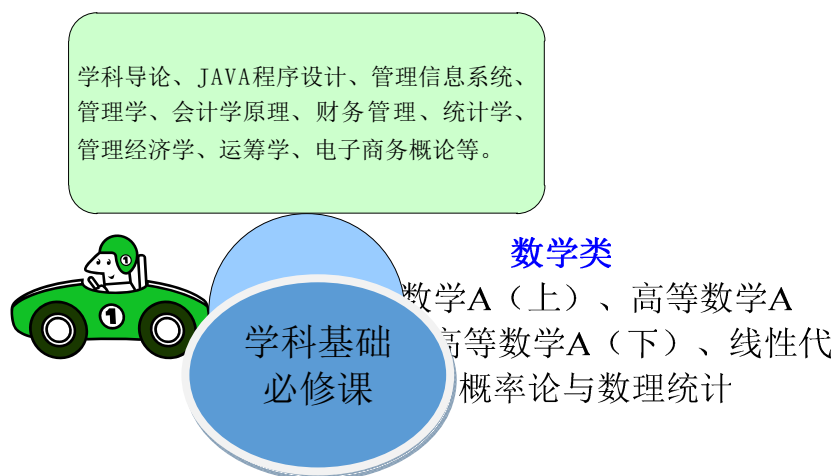 学科导论、JAVA程序设计、管理信息系统、
管理学、会计学原理、财务管理、统计学、
管理经济学、运筹学、电子商务概论等。
数学类
数学A（上）、高等数学A
高等数学A（下）、线性代
概率论与数理统计
学科基础
必修课
1
1